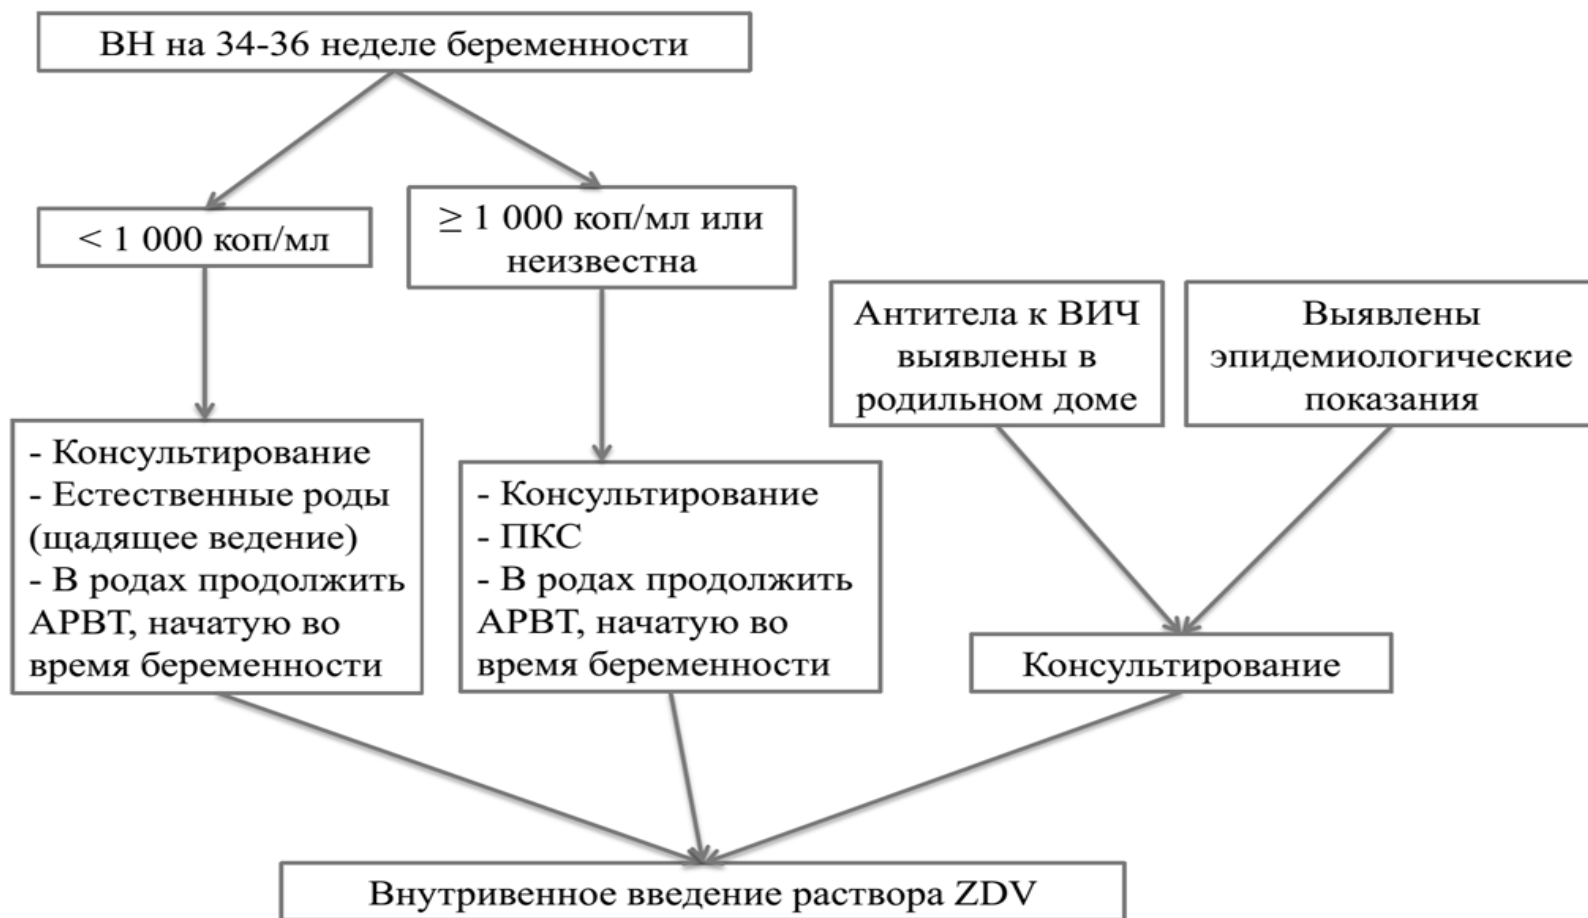 ВН на 34-36 неделе беременности
< 1 000 коп/мл
≥ 1 000 коп/мл или
неизвестна
Антитела к ВИЧ
выявлены в
родильном доме
Выявлены
эпидемиологические
показания
- Консультирование
- Естественные роды
(щадящее ведение)
- В родах продолжить
АРВТ, начатую во
время беременности
- Консультирование
- ПКС
- В родах продолжить
АРВТ, начатую во
время беременности
Консультирование
Внутривенное введение раствора ZDV